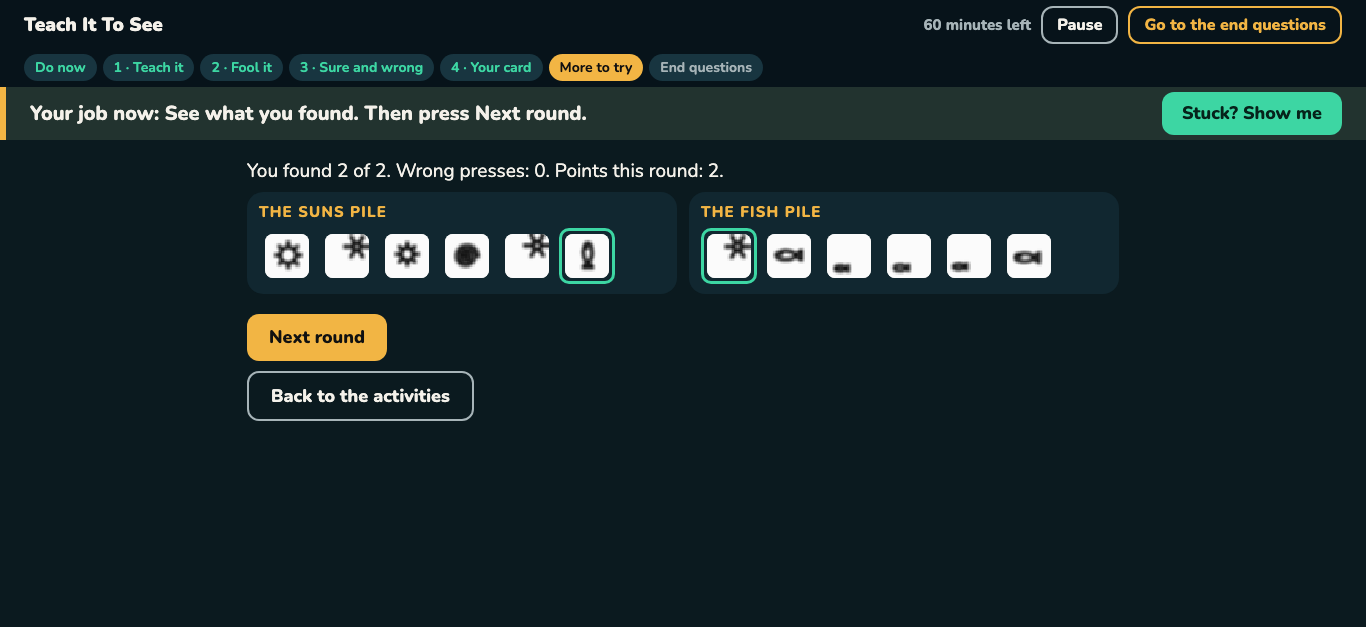 Teach It To See
60 minutes left
Pause
Go to the end questions
Do now
1 · Teach it
2 · Fool it
3 · Sure and wrong
4 · Your card
More to try
End questions
Your job now: See what you found. Then press Next round.
Stuck? Show me
You found 2 of 2. Wrong presses: 0. Points this round: 2.
THE SUNS PILE
THE FISH PILE
Next round
Back to the activities